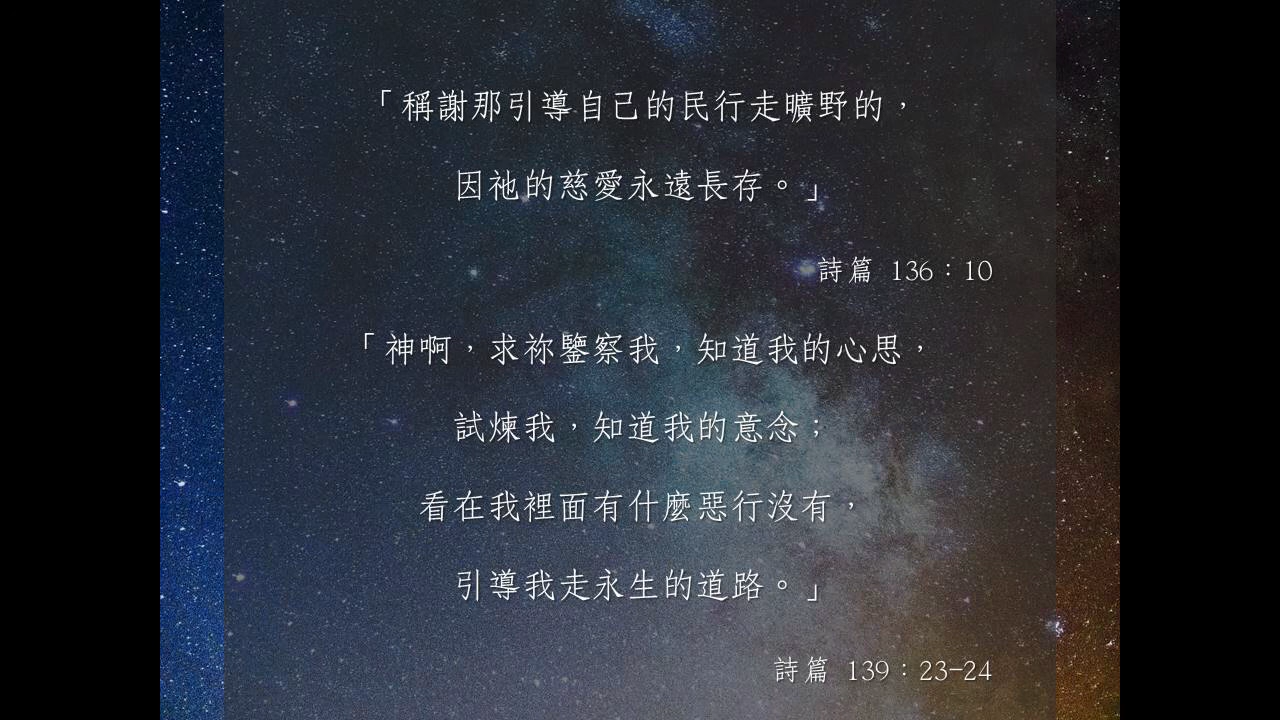 「稱謝那引導自己的民行走曠野的，
因祂的慈愛永遠長存。」
詩篇 136：10
「神啊，求祢鑒察我，知道我的心思，
試煉我，知道我的意念；
看在我裡面有什麼惡行沒有，
引導我走永生的道路。」
詩篇 139：23-24